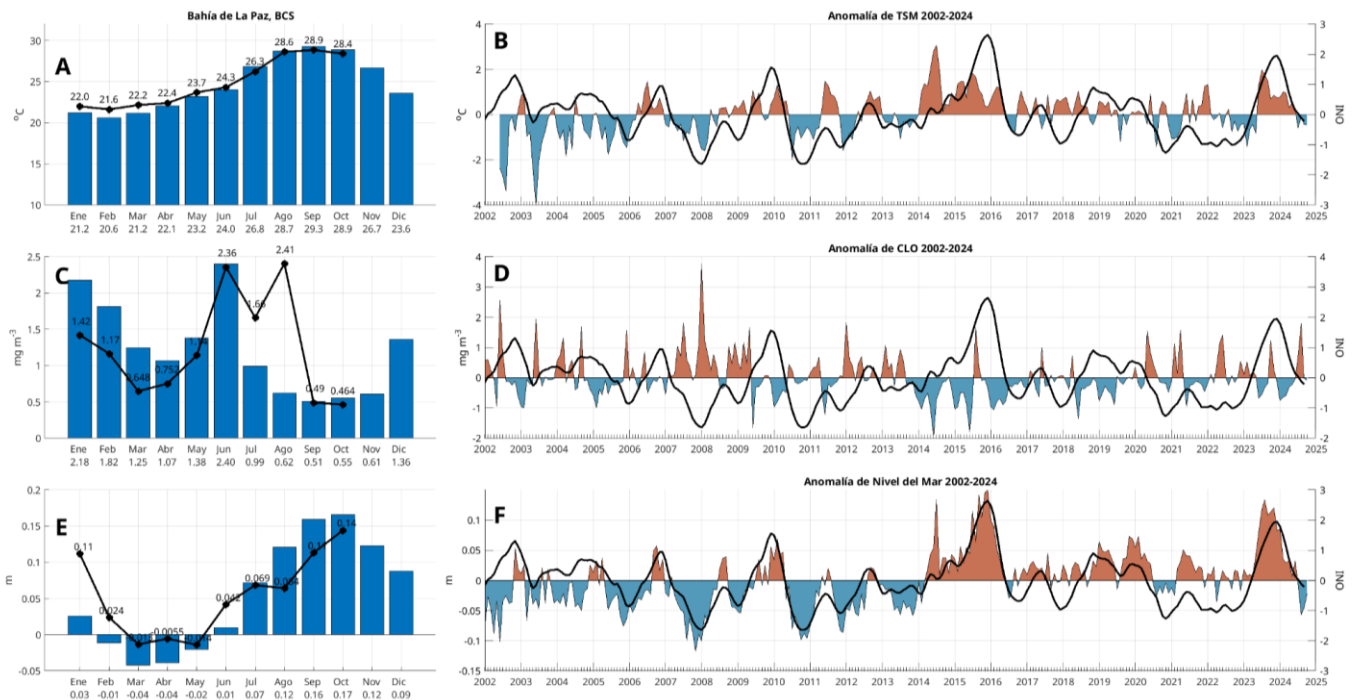 Bahía de La Paz, BCS
A
30
25
20
15
10
°C
22.0 21.6 22.2 22.4 23.7 24.3 26.3 28.6 28.9 28.4
Ene Feb Mar Abr May Jun Jul Ago Sep Oct Nov Dic
21.2 20.6 21.2 22.1 23.2 24.0 26.8 28.7 29.3 28.9 26.7 23.6
Anomalía de TSM 2002-2024
B
4
2
0
-2
-4
°C
3
2
1
0
-1
-2
-3
INO
2002 2003 2004 2005 2006 2007 2008 2009 2010 2011 2012 2013 2014 2015 2016 2017 2018 2019 2020 2021 2022 2023 2024 2025
C
2.5
2
1.5
1
0.5
0
mg m-3
1.42 1.17 0.648 0.752 2.36 2.41 0.49 0.464
Ene Feb Mar Abr May Jun Jul Ago Sep Oct Nov Dic
2.18 1.82 1.25 1.07 1.38 2.40 0.99 0.62 0.51 0.55 0.61 1.36
Anomalía de CLO 2002-2024
D
4
3
2
1
0
-1
-2
mg m-3
4
3
2
1
0
-1
-2
INO
2002 2003 2004 2005 2006 2007 2008 2009 2010 2011 2012 2013 2014 2015 2016 2017 2018 2019 2020 2021 2022 2023 2024 2025
E
0.2
0.15
0.1
0.05
0
-0.05
m
0.11 0.024 -0.0055 0.042 0.069 0.064 0.14
Ene Feb Mar Abr May Jun Jul Ago Sep Oct Nov Dic
0.03 -0.01 -0.04 -0.04 -0.02 0.01 0.07 0.12 0.16 0.17 0.12 0.09
Anomalía de Nivel del Mar 2002-2024
F
0.1
0.05
0
-0.05
-0.1
-0.15
m
3
2
1
0
-1
-2
-3
INO
2002 2003 2004 2005 2006 2007 2008 2009 2010 2011 2012 2013 2014 2015 2016 2017 2018 2019 2020 2021 2022 2023 2024 2025